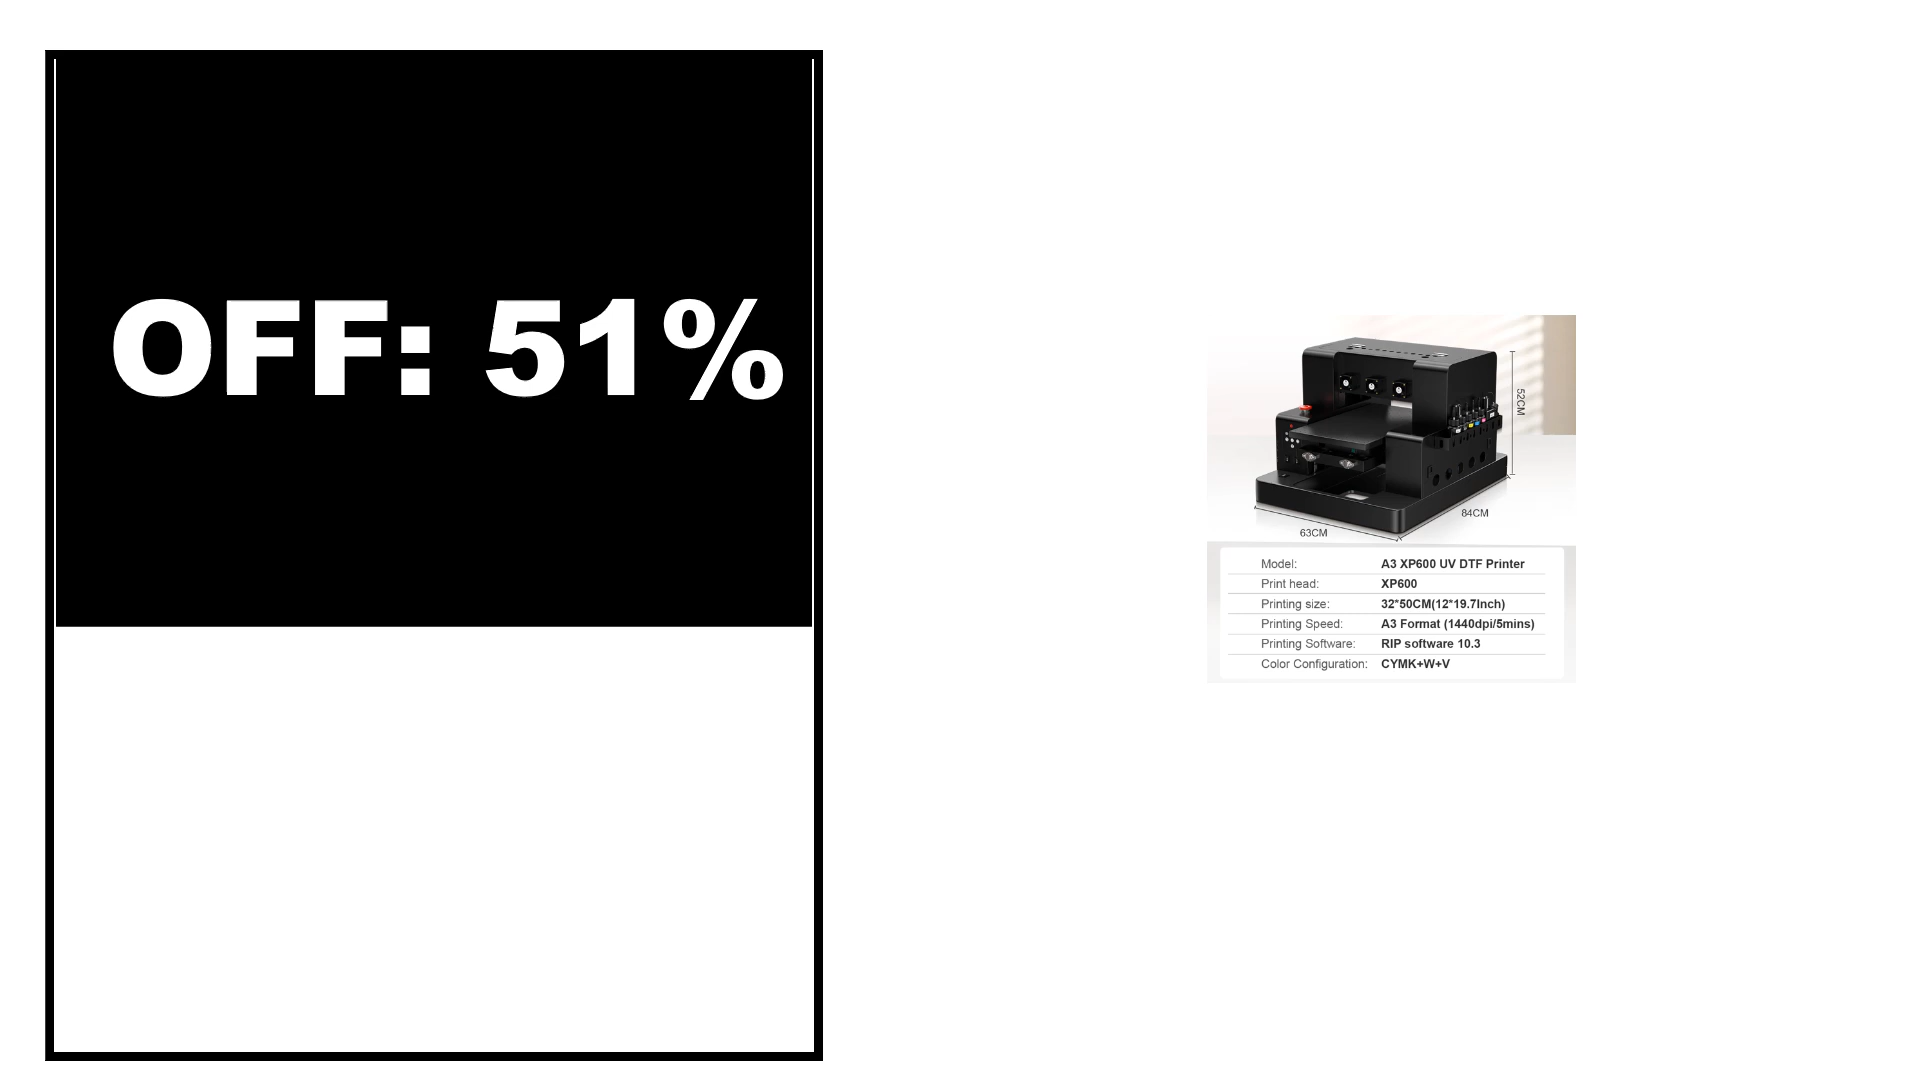 OFF: 51%
52CM
84CM
63CM
Model: A3 XP600 UV DTF Printer
Print head: XP600
Printing size: 32*50CM(12*19.7Inch)
Printing Speed: A3 Format (1440dpi/5mins)
Printing Software: RIP software 10.3
Color Configuration: CYMK+W+V